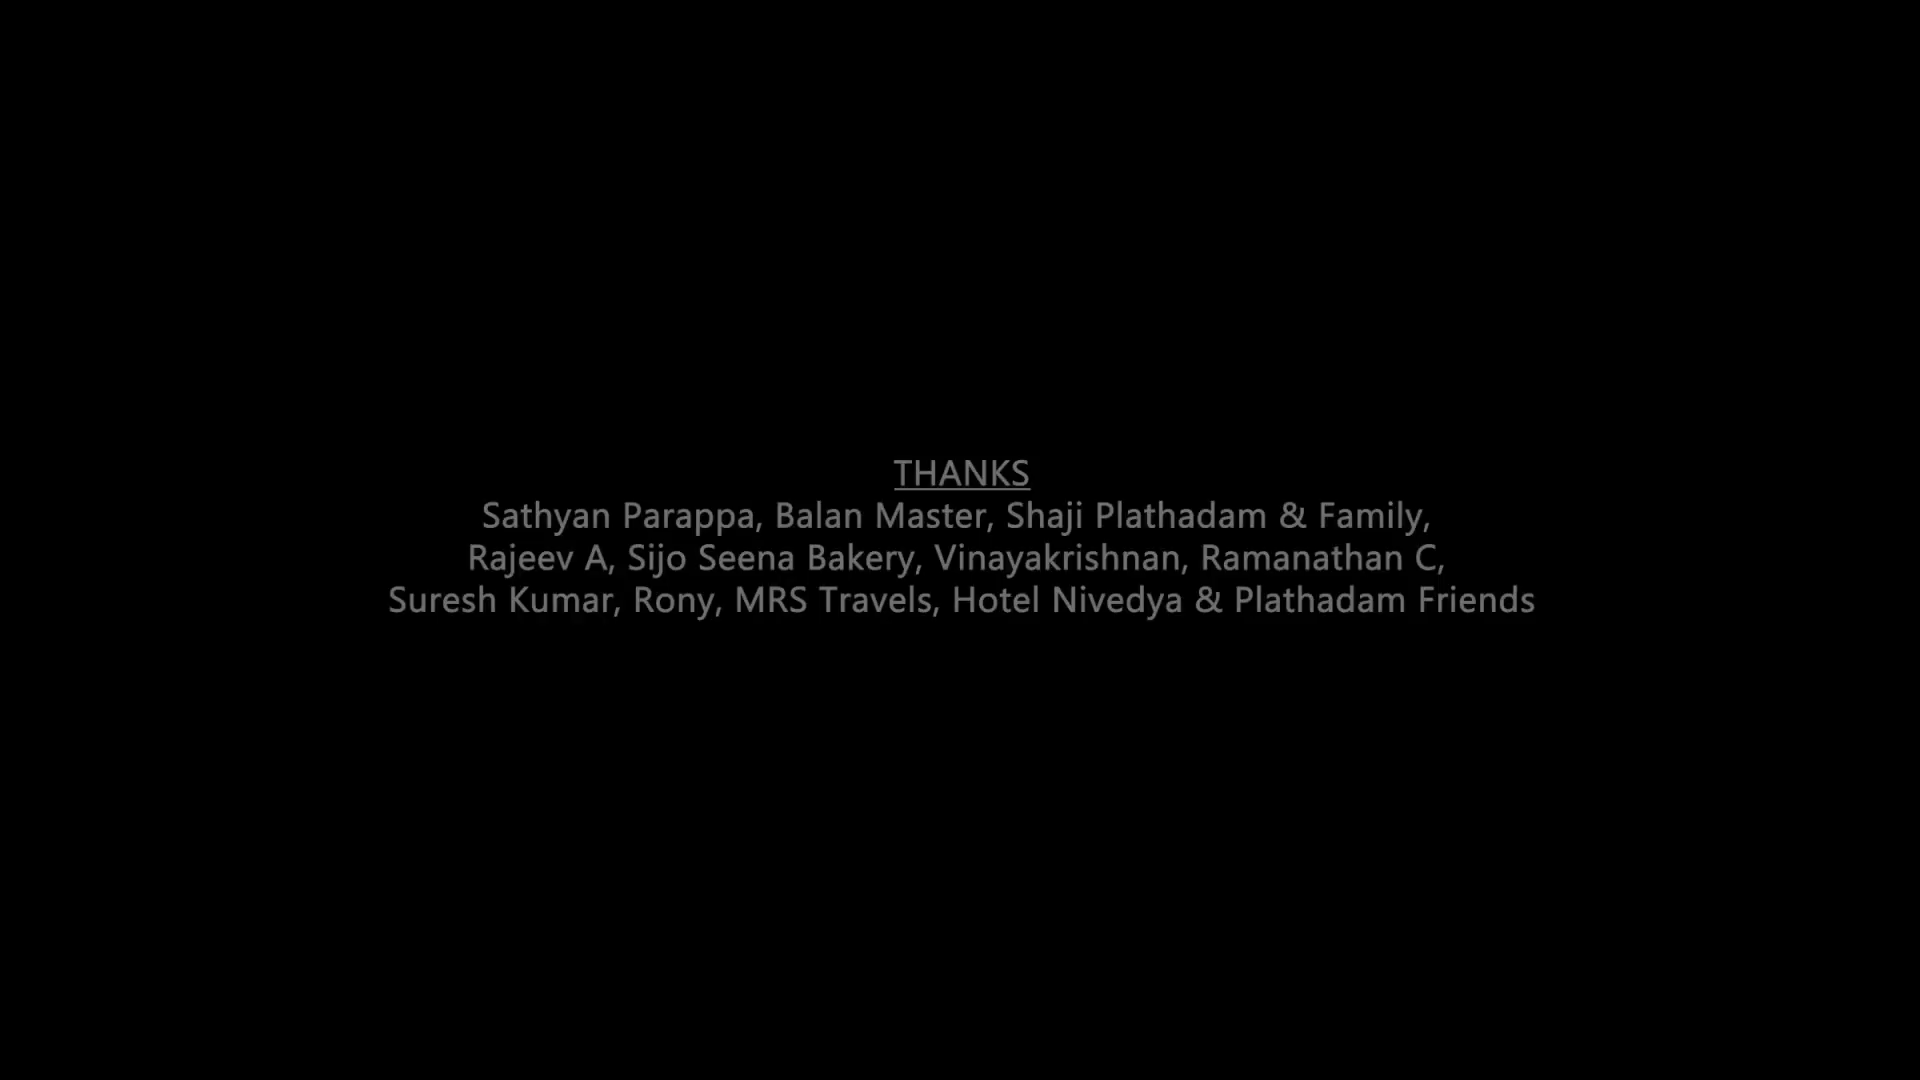 THANKS
Sathyan Parappa, Balan Master, Shaji Plathadam & Family,
Rajeev A, Sijo Seena Bakery, Vinayakrishnan, Ramanathan C,
Suresh Kumar, Rony, MRS Travels, Hotel Nivedya & Plathadam Friends